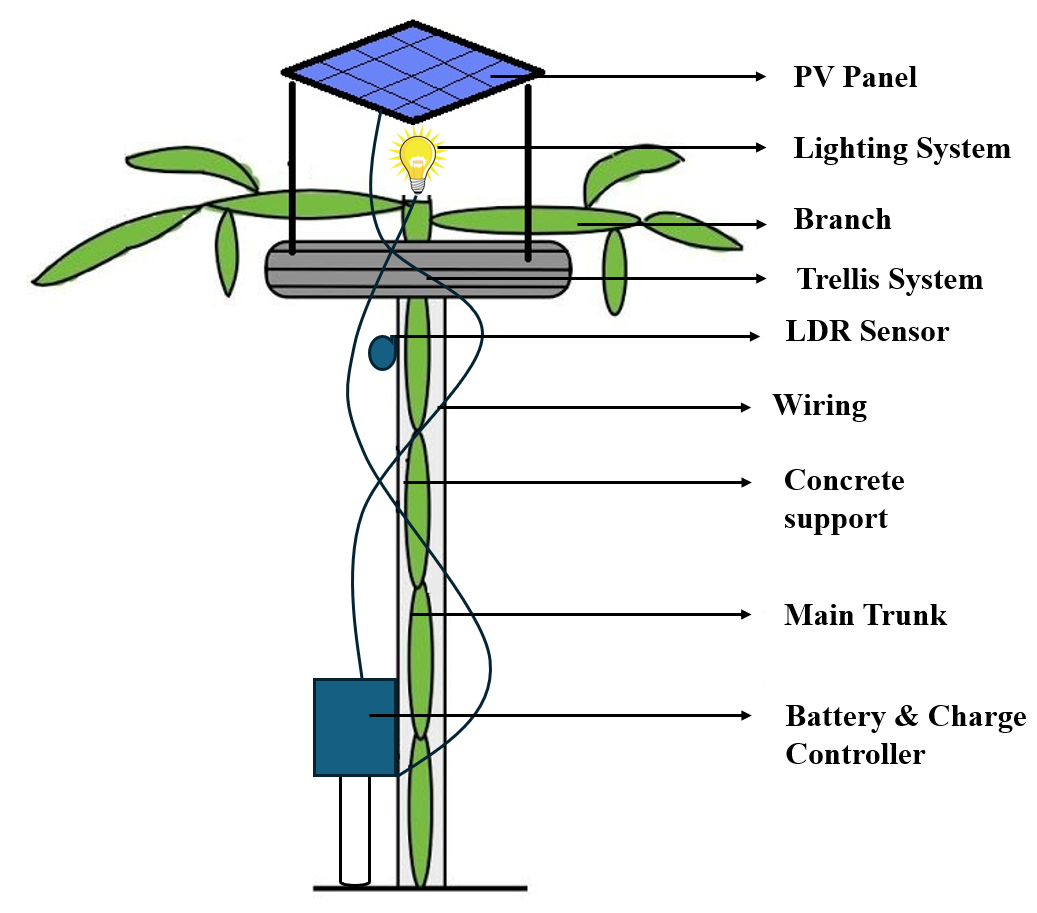 PV Panel
Lighting System
Branch
Trellis System
LDR Sensor
Wiring
Concrete
support
Main Trunk
Battery & Charge
Controller